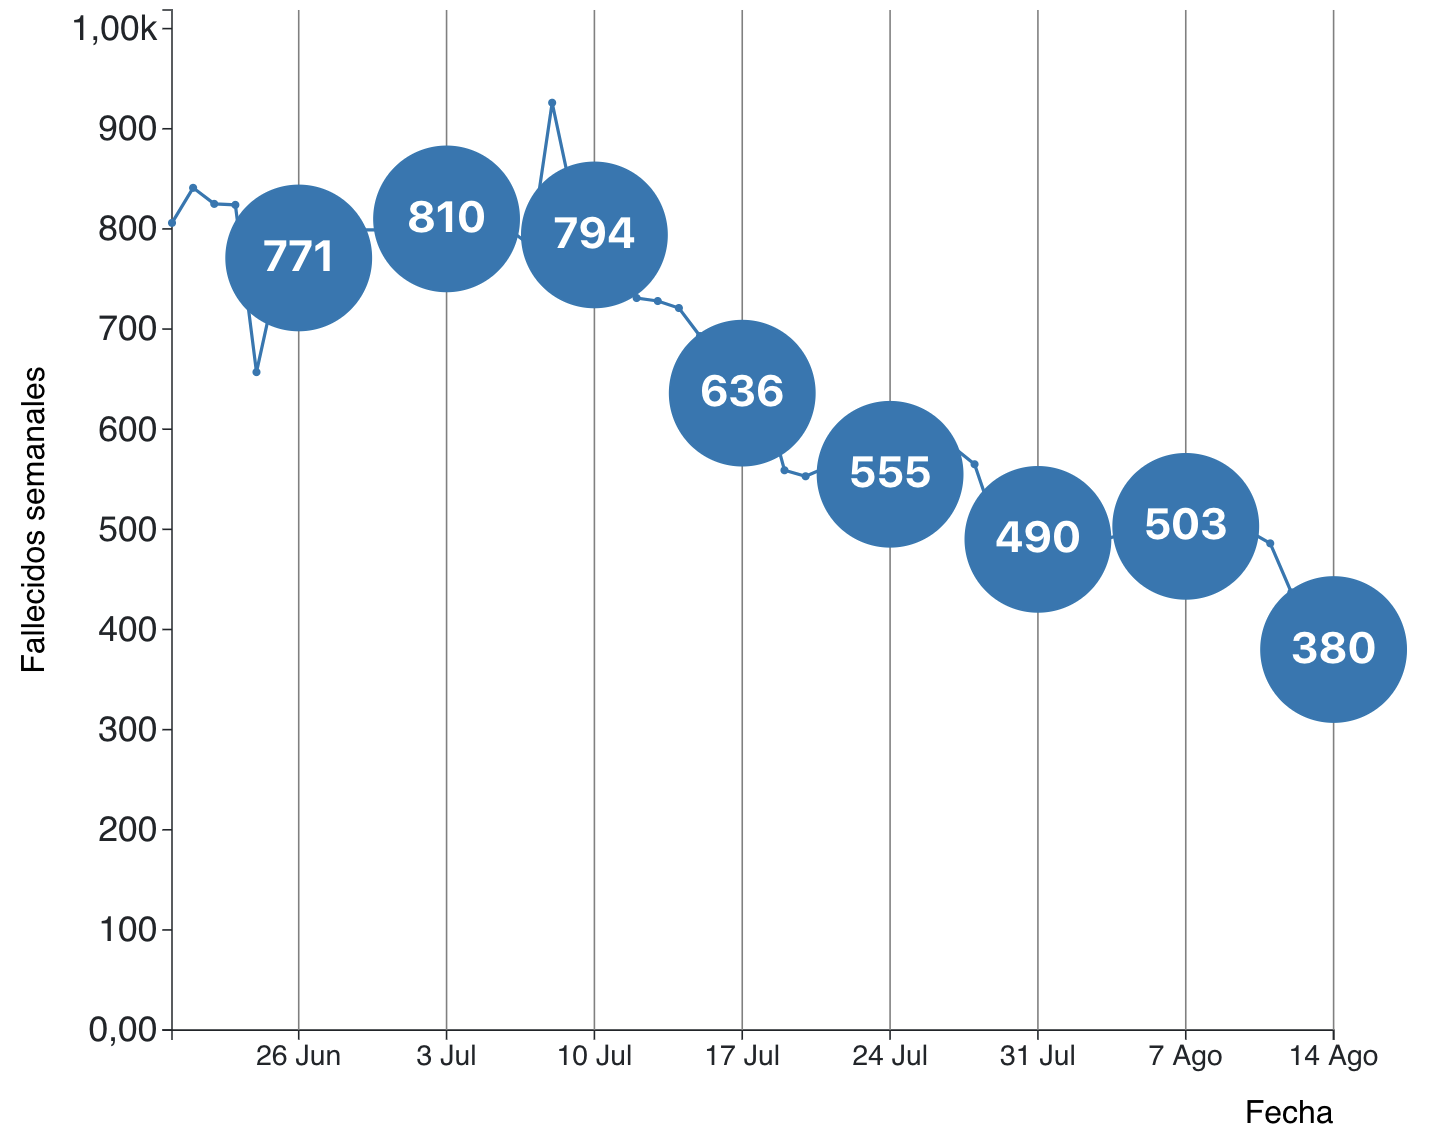 1,00k
900
800
700
600
500
400
300
200
100
0,00
Fallecidos semanales
771
810
794
636
555
490
503
380
26 Jun
3 Jul
10 Jul
17 Jul
24 Jul
31 Jul
7 Ago
14 Ago
Fecha